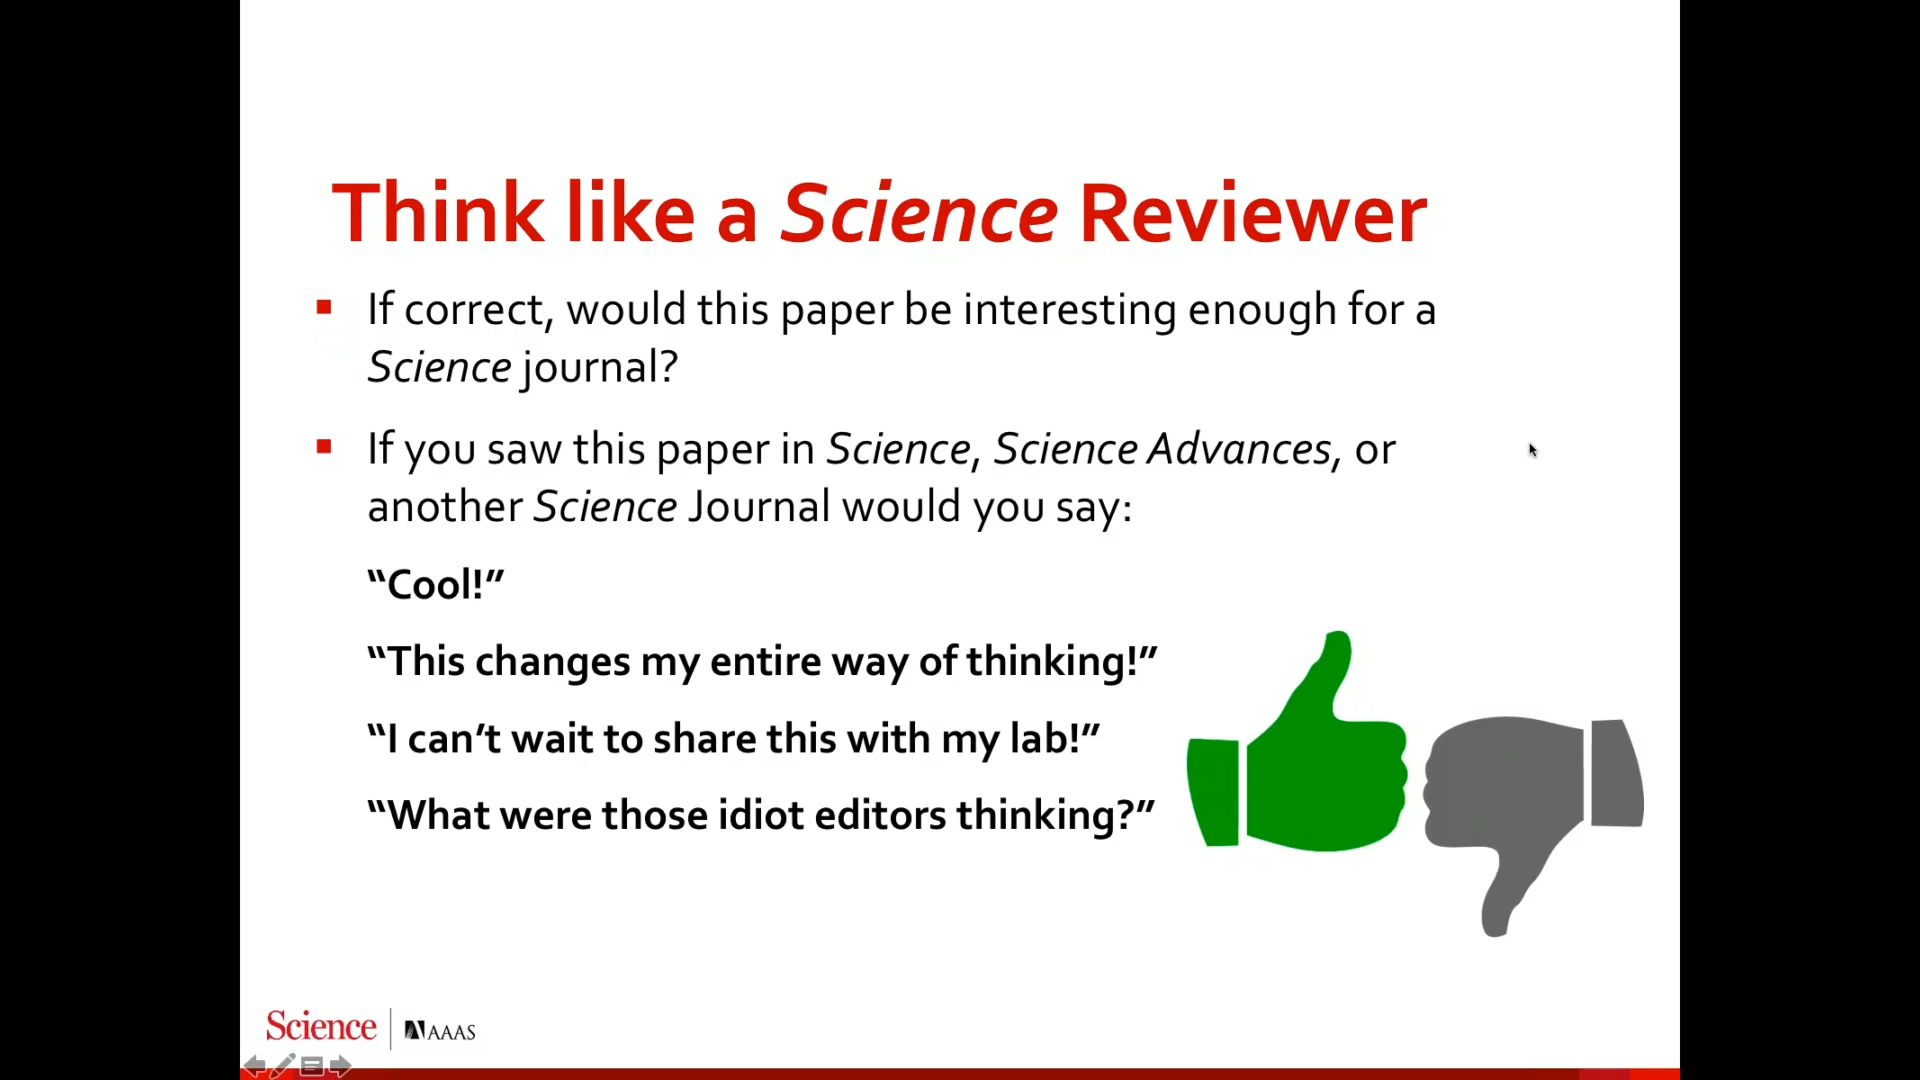 Think like a Science Reviewer
If correct, would this paper be interesting enough for a
Science journal?
If you saw this paper in Science, Science Advances, or
another Science Journal would you say:
“Cool!”
“This changes my entire way of thinking!”
“I can’t wait to share this with my lab!”
“What were those idiot editors thinking?”
Science AAAS